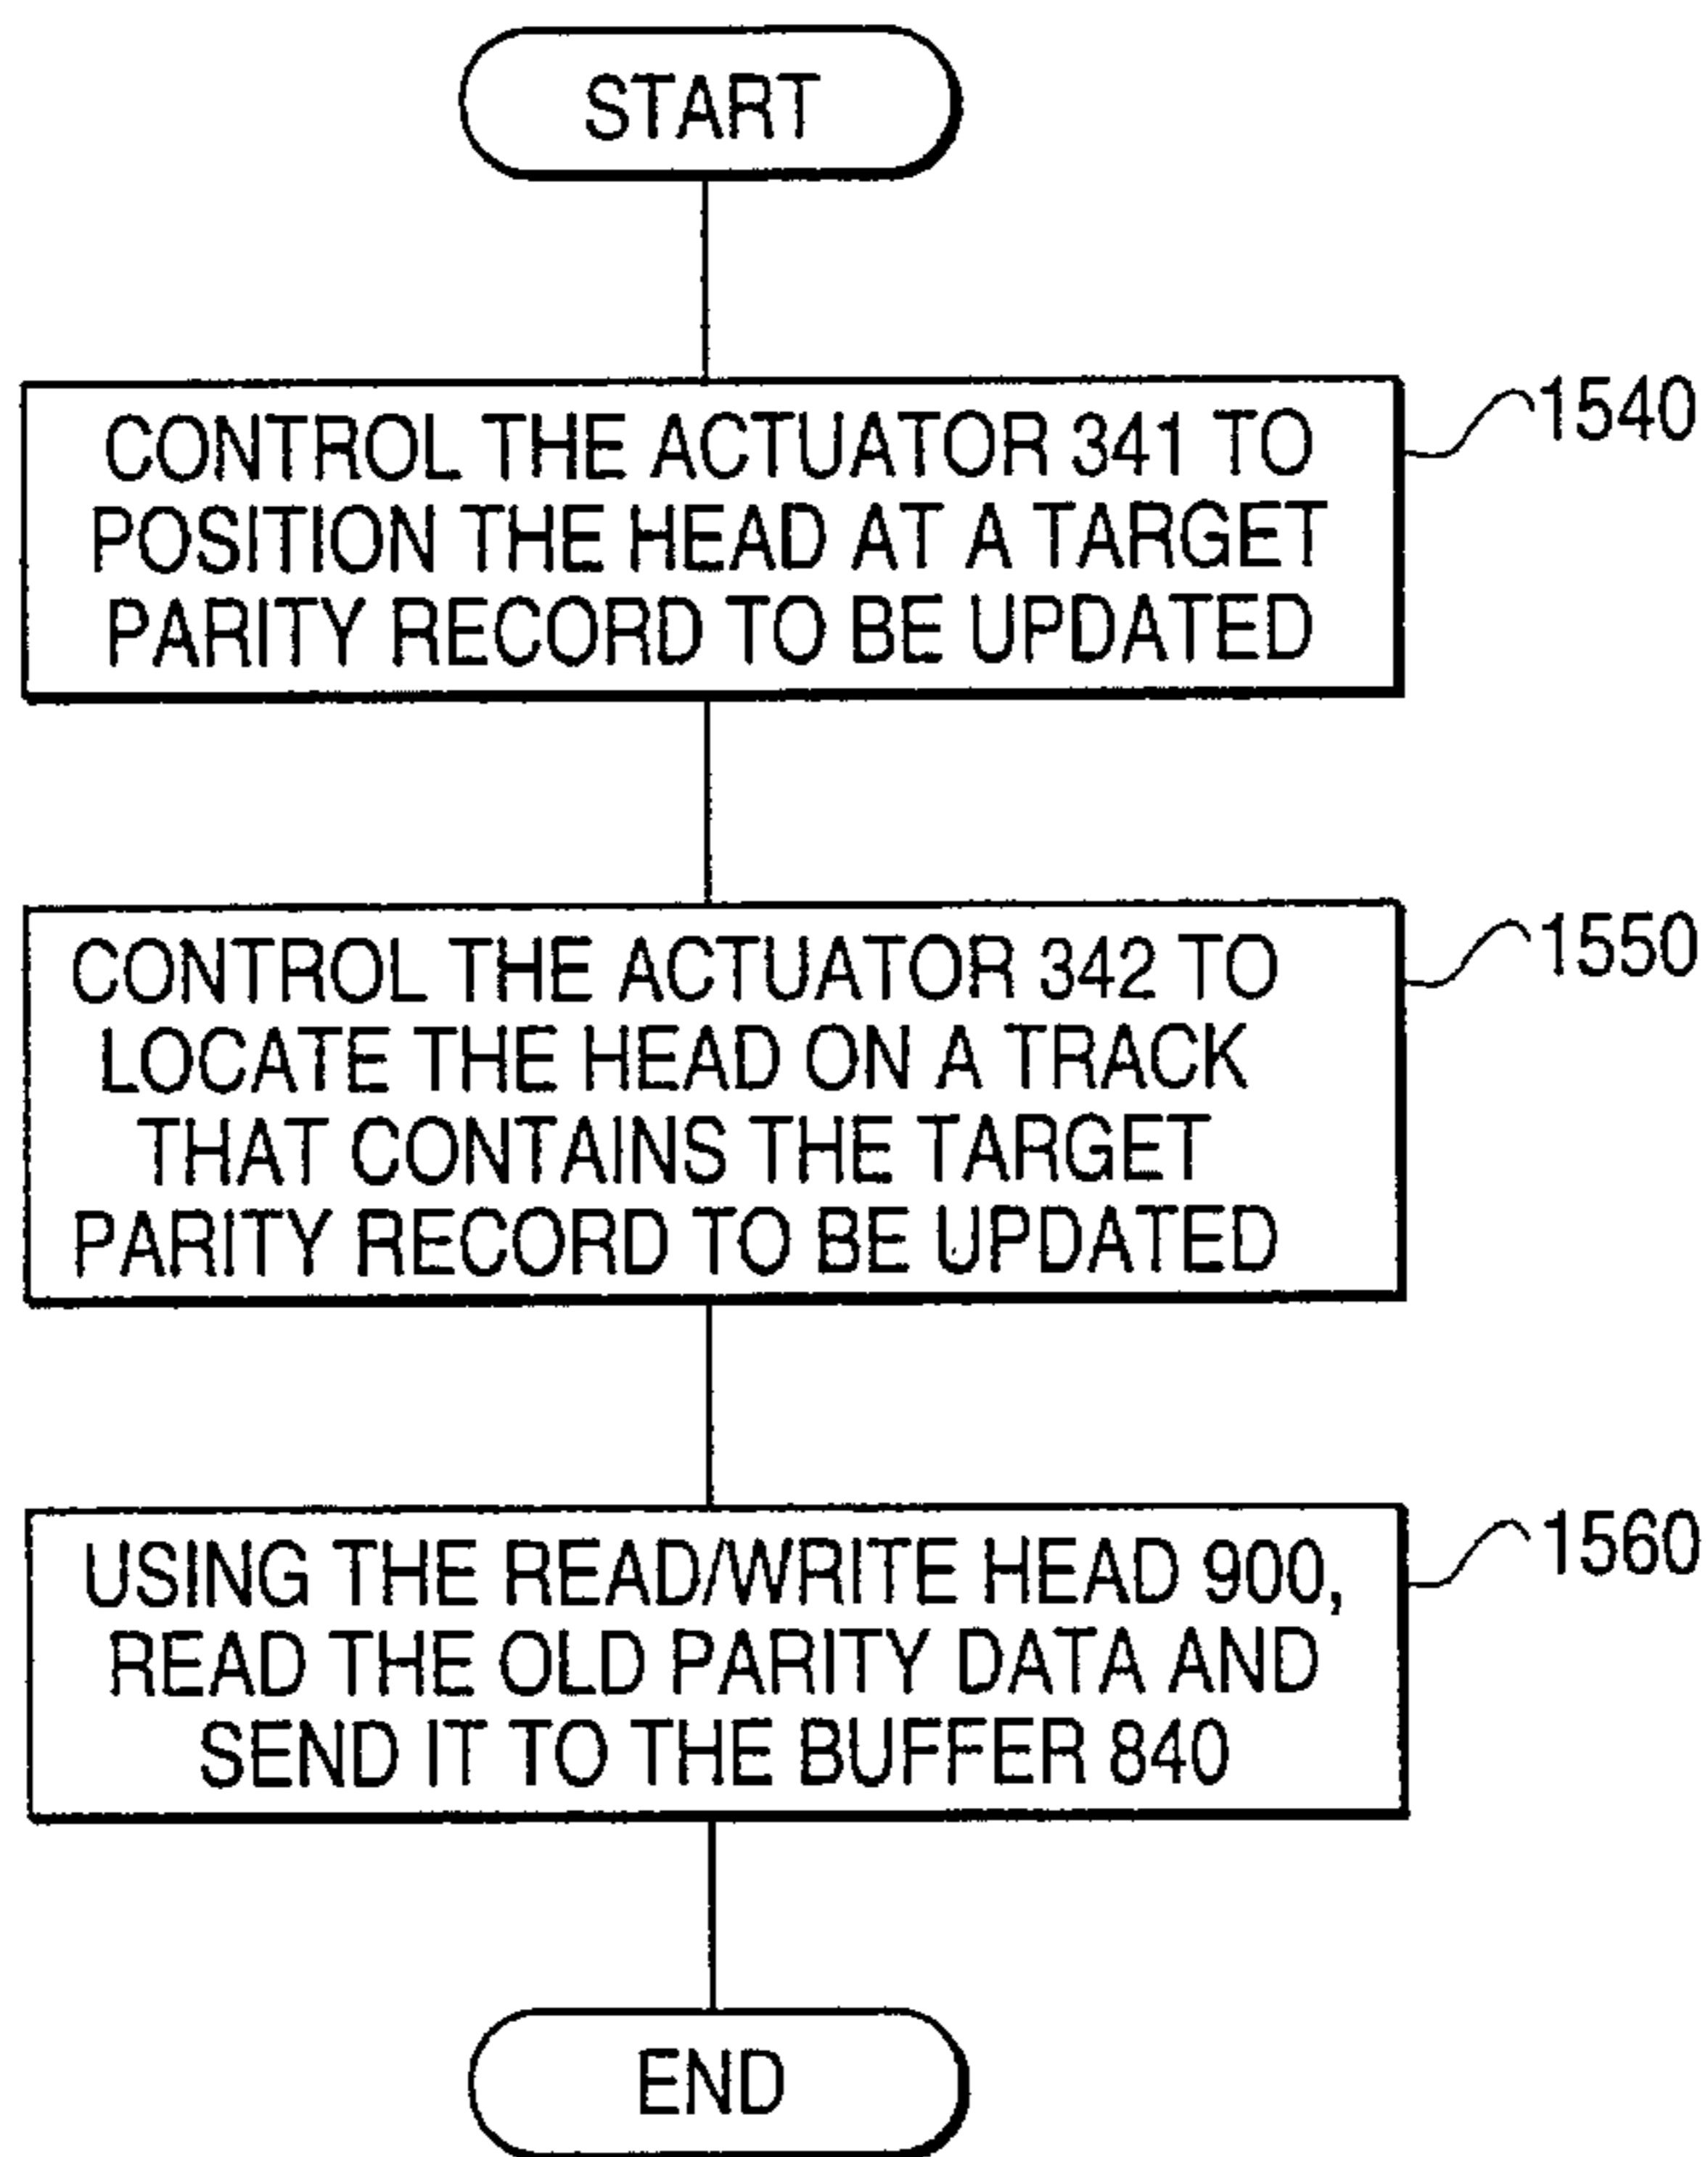 START
CONTROL THE ACTUATOR 341 TO
POSITION THE HEAD AT A TARGET
PARITY RECORD TO BE UPDATED
1540
CONTROL THE ACTUATOR 342 TO
LOCATE THE HEAD ON A TRACK
THAT CONTAINS THE TARGET
PARITY RECORD TO BE UPDATED
1550
USING THE READ/WRITE HEAD 900,
READ THE OLD PARITY DATA AND
SEND IT TO THE BUFFER 840
1560
END